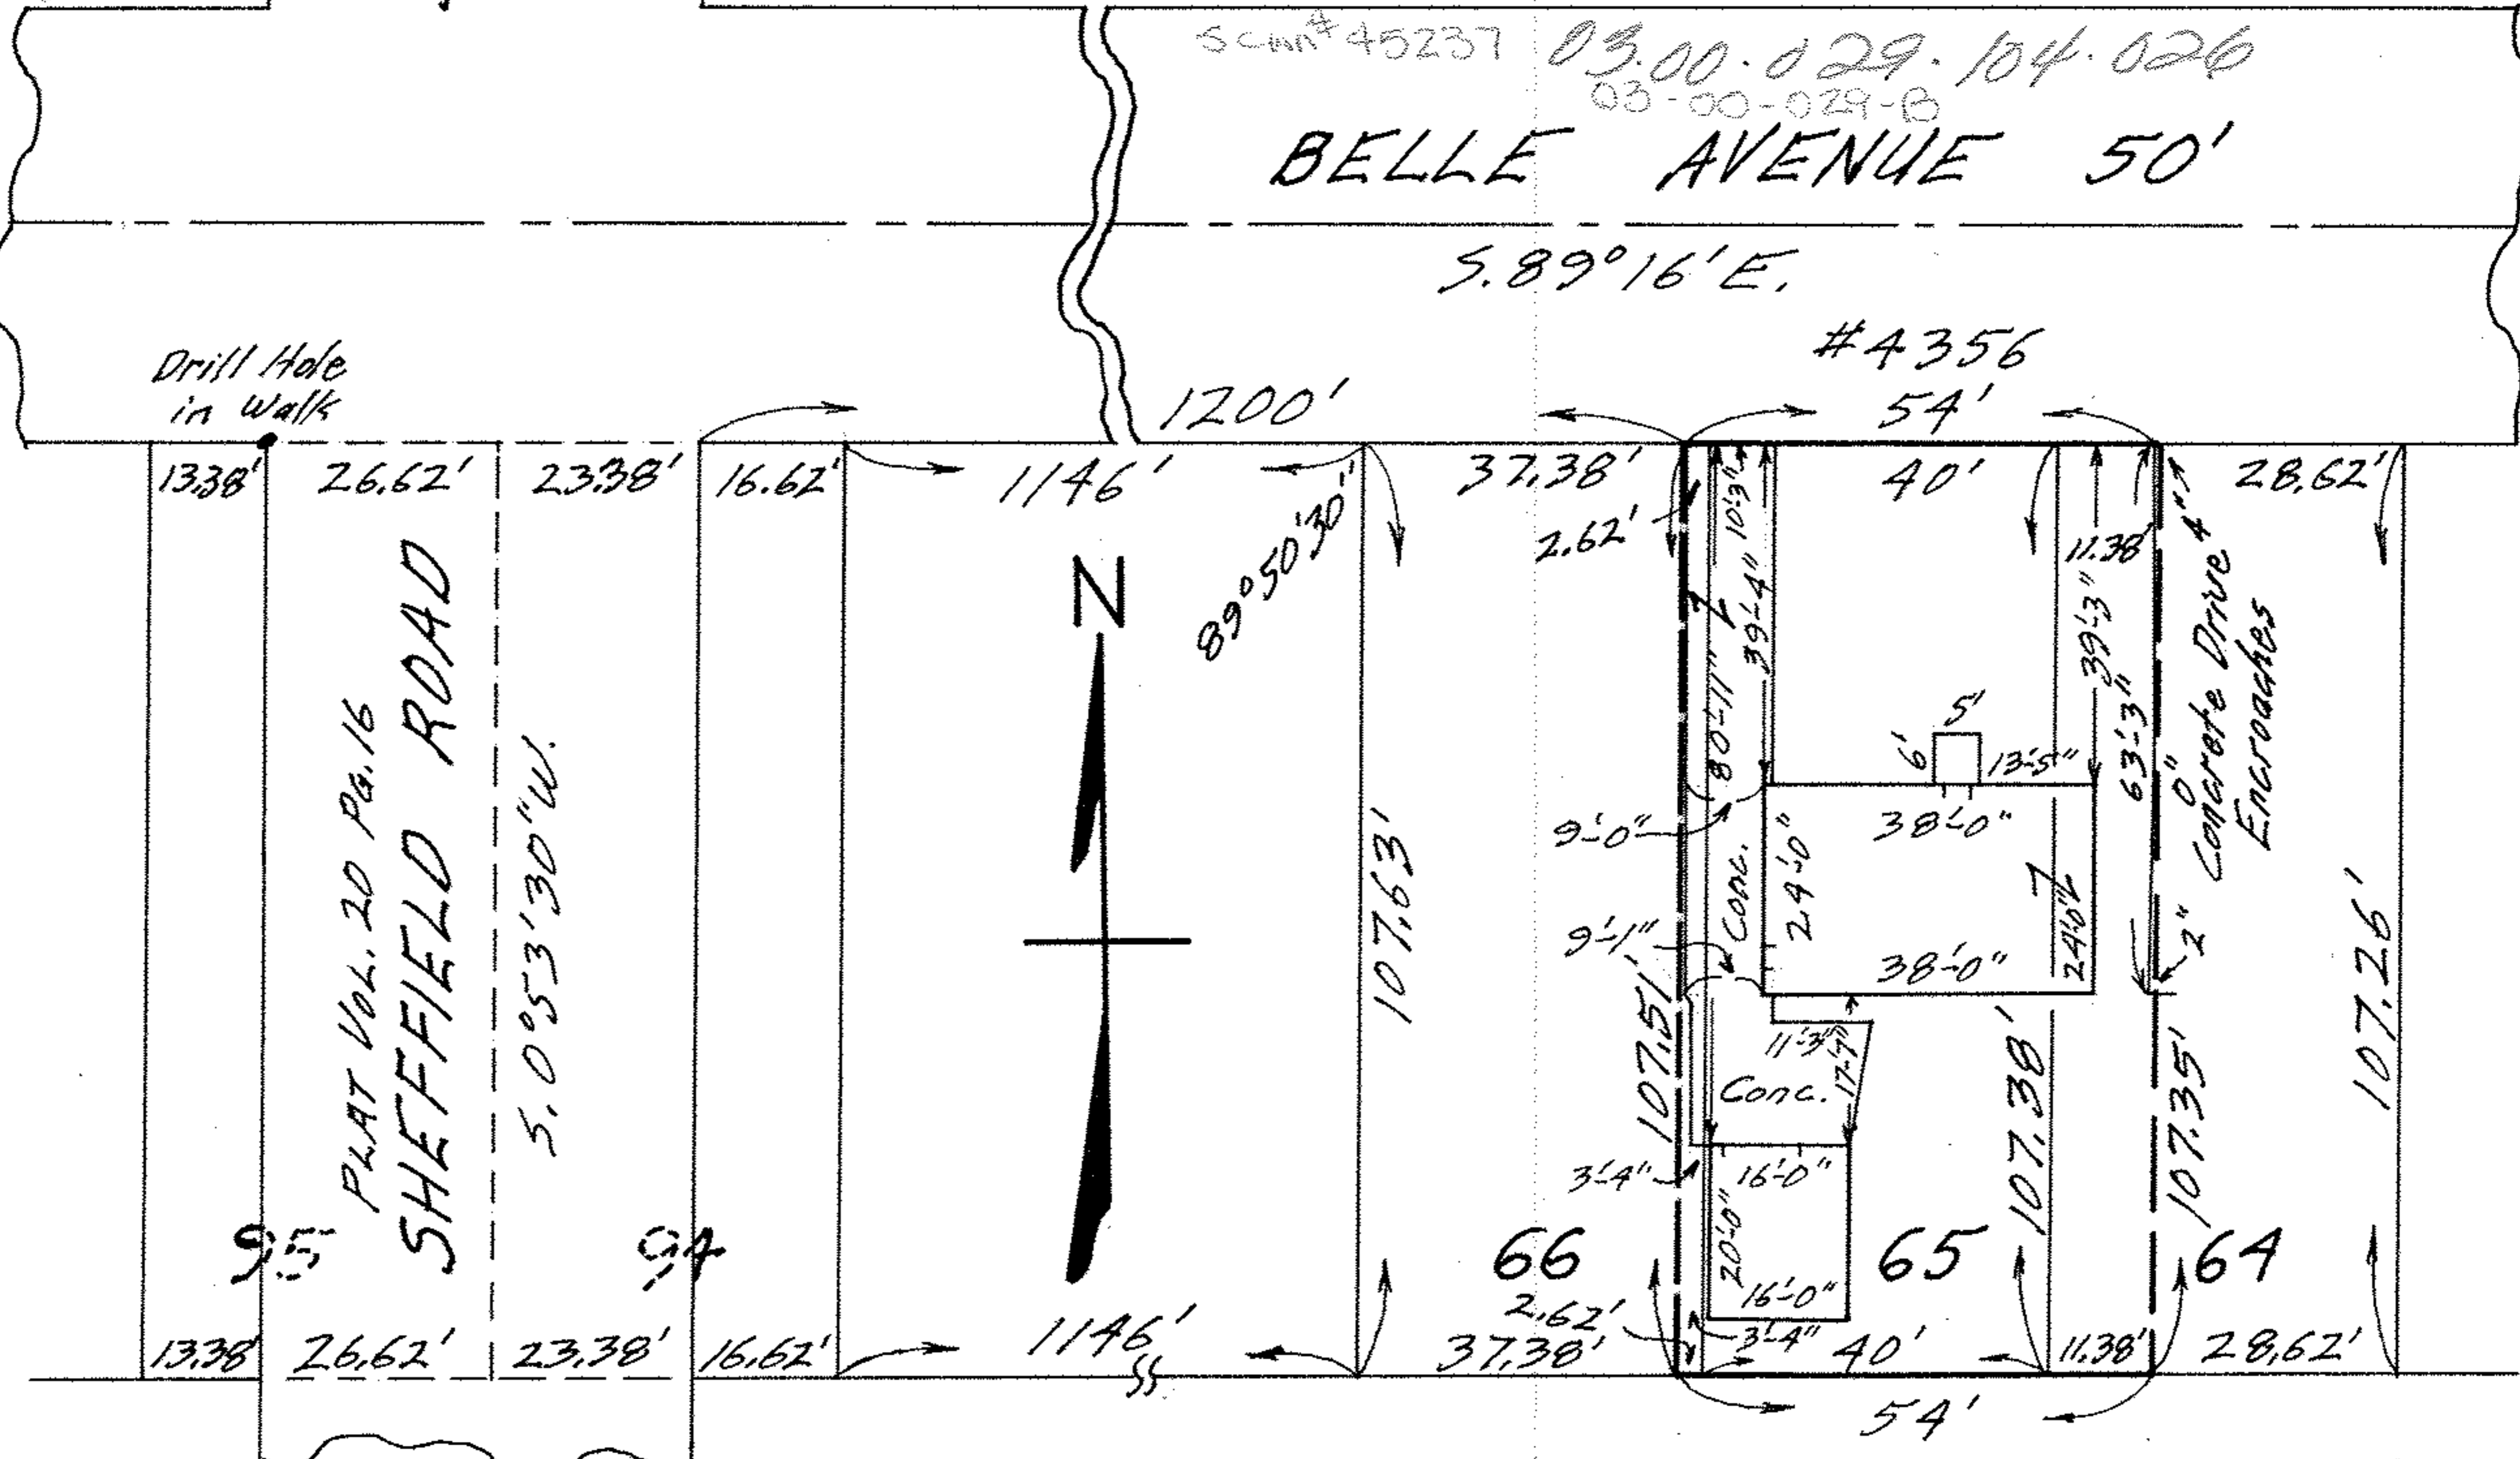 Scan# 45237
03.00.029.104.026
03-00-029-B
BELLE AVENUE 50'
S.89°16'E.
#4356
Drill Hole
in Walk
1200'
54'
13.38' 26.62' 23.38' 16.62' 1146' 37.38' 40' 28.62'
2.62'
10'-3"
11.38'
4"
89°50'30"
N
39'-4"
80'-11"
39'-3"
63'-3"
0"
Concrete Drive
Encroaches
PLAT VOL. 20 PG. 16
SHEFFIELD ROAD
S. 0°53'30"W.
107.63'
5'
6'
13'-5"
9'-0"
38'-0"
Conc.
24'-0"
24'-0"
9'-1"
38'-0"
2"
107.51'
11'-3"
17'-7"
Conc.
107.38'
107.35'
107.26'
3'-4"
16'-0"
20'-0"
16'-0"
95 94 66 65 64
2.62'
3'-4"
13.38' 26.62' 23.38' 16.62' 1146' 37.38' 40' 11.38' 28.62'
54'